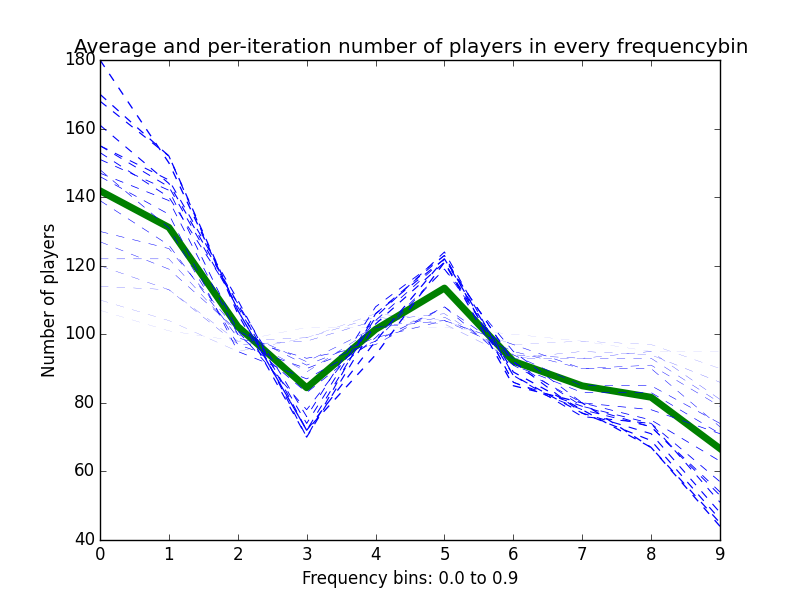 Average and per-iteration number of players in every frequencybin
180
160
140
120
100
80
60
40
Number of players
0 1 2 3 4 5 6 7 8 9
Frequency bins: 0.0 to 0.9